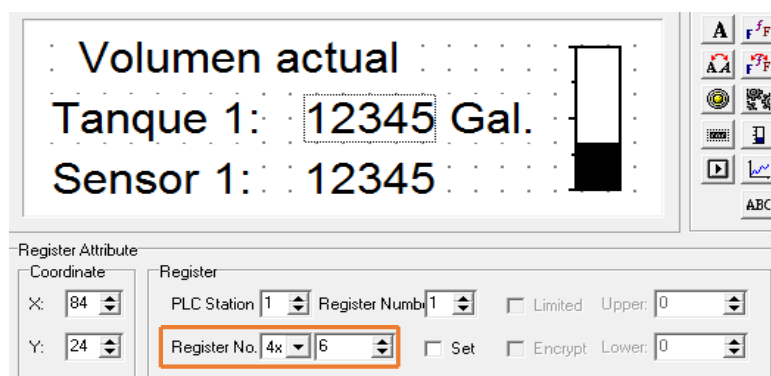 Volumen actual
Tanque 1: 12345 Gal.
Sensor 1: 12345
A
ABC
Register Attribute
Coordinate
Register
X: 84
PLC Station 1
Register Numb 1
Limited
Upper: 0
Y: 24
Register No. 4x 6
Set
Encrypt
Lower: 0